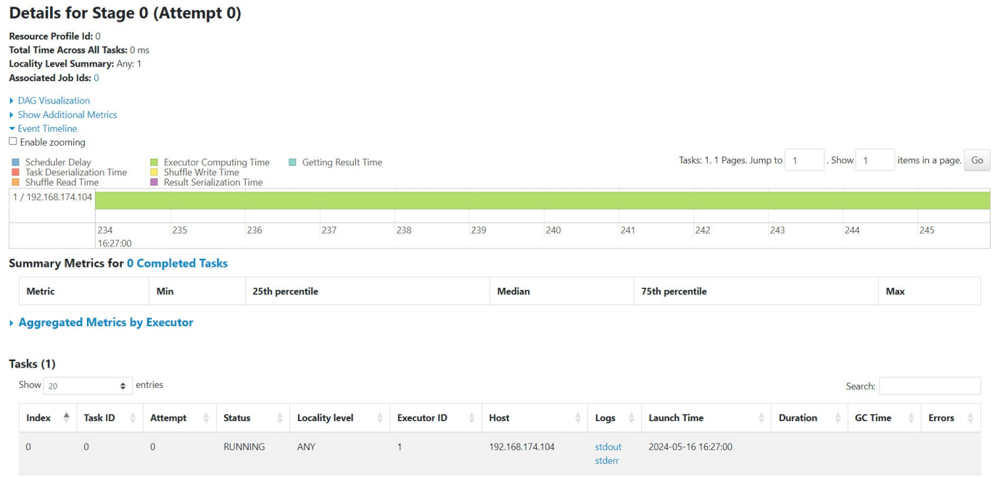 Details for Stage 0 (Attempt 0)
Resource Profile Id: 0
Total Time Across All Tasks: 0 ms
Locality Level Summary: Any: 1
Associated Job Ids: 0
DAG Visualization
Show Additional Metrics
Event Timeline
Enable zooming
Scheduler Delay
Task Deserialization Time
Shuffle Read Time
Executor Computing Time
Shuffle Write Time
Result Serialization Time
Getting Result Time
Tasks: 1. 1 Pages. Jump to 1 . Show 1 items in a page. Go
1 / 192.168.174.104
234 235 236 237 238 239 240 241 242 243 244 245
16:27:00
Summary Metrics for 0 Completed Tasks
Metric Min 25th percentile Median 75th percentile Max
Aggregated Metrics by Executor
Tasks (1)
Show 20 entries Search:
Index Task ID Attempt Status Locality level Executor ID Host Logs Launch Time Duration GC Time Errors
0 0 0 RUNNING ANY 1 192.168.174.104 stdout 2024-05-16 16:27:00
stderr